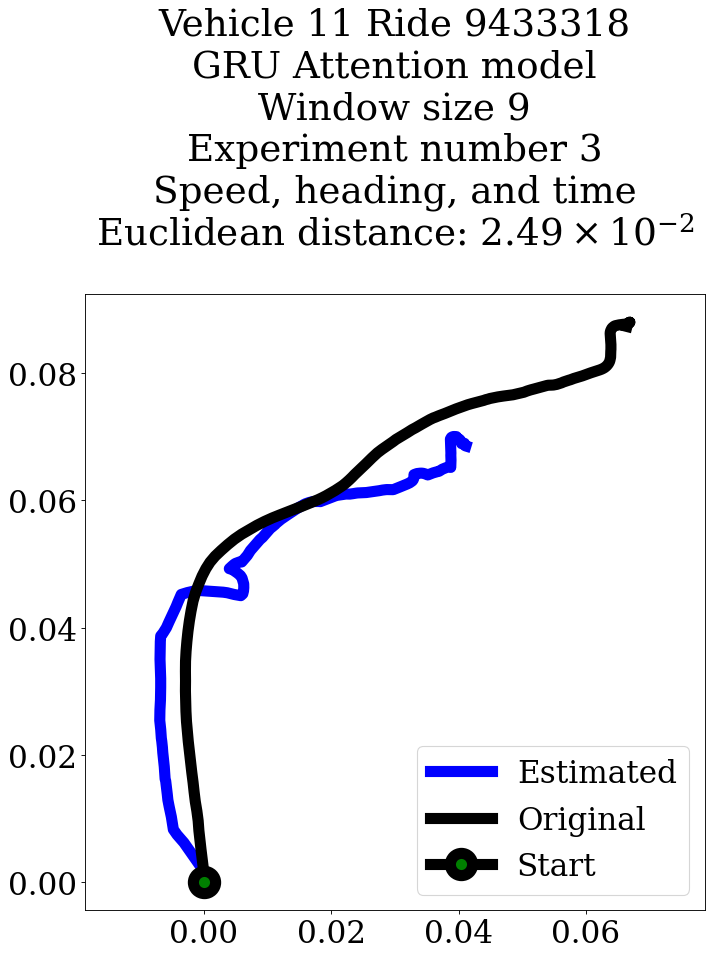 Vehicle 11 Ride 9433318
GRU Attention model
Window size 9
Experiment number 3
Speed, heading, and time
Euclidean distance: 2.49 × 10⁻²
0.08
0.06
0.04
0.02
0.00
0.00 0.02 0.04 0.06
Estimated
Original
Start